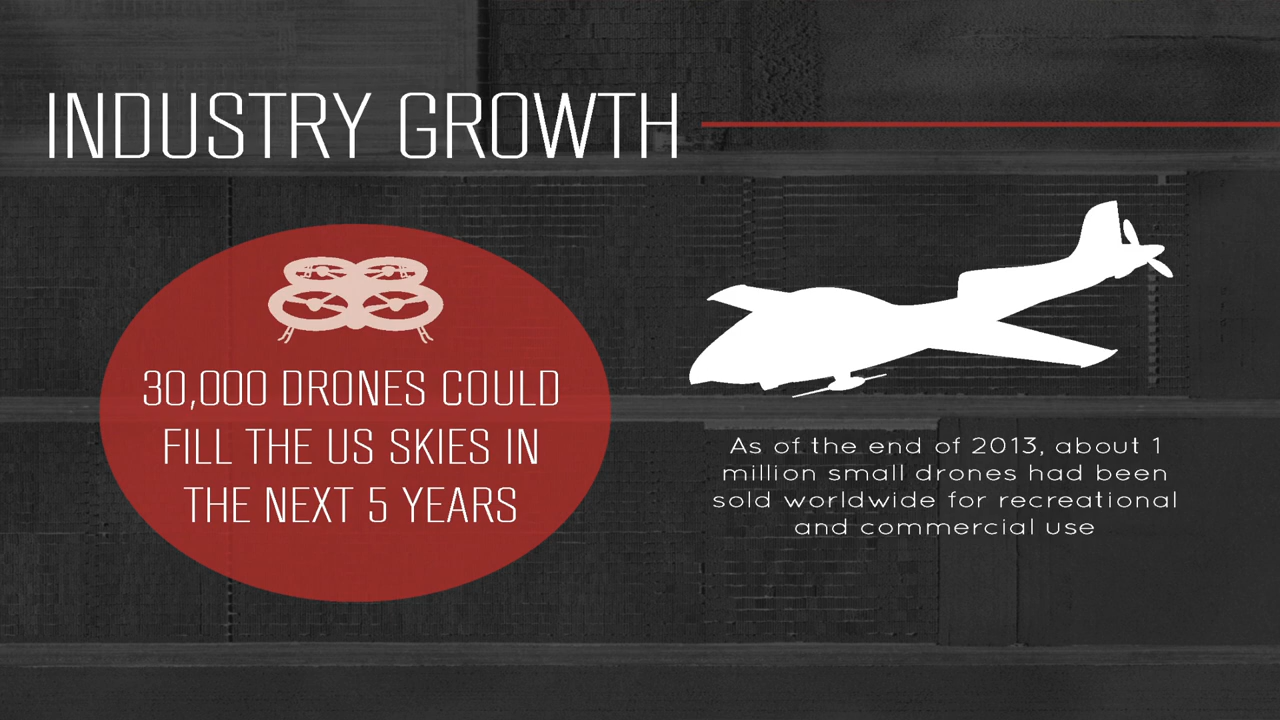 INDUSTRY GROWTH
30,000 DRONES COULD
FILL THE US SKIES IN
THE NEXT 5 YEARS
As of the end of 2013, about 1
million small drones had been
sold worldwide for recreational
and commercial use